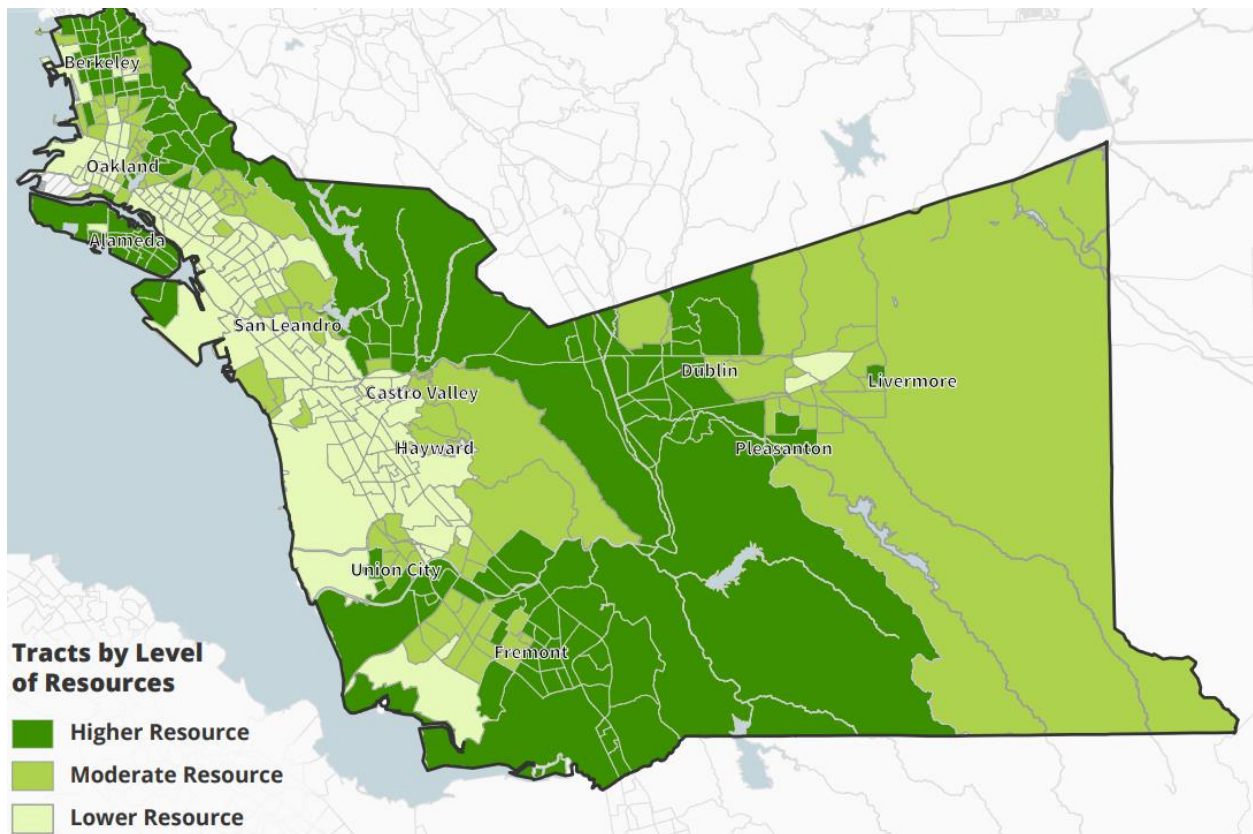 Berkeley
Oakland
Alameda
San Leandro
Castro Valley
Hayward
Dublin
Livermore
Pleasanton
Union City
Fremont
Tracts by Level
of Resources
Higher Resource
Moderate Resource
Lower Resource